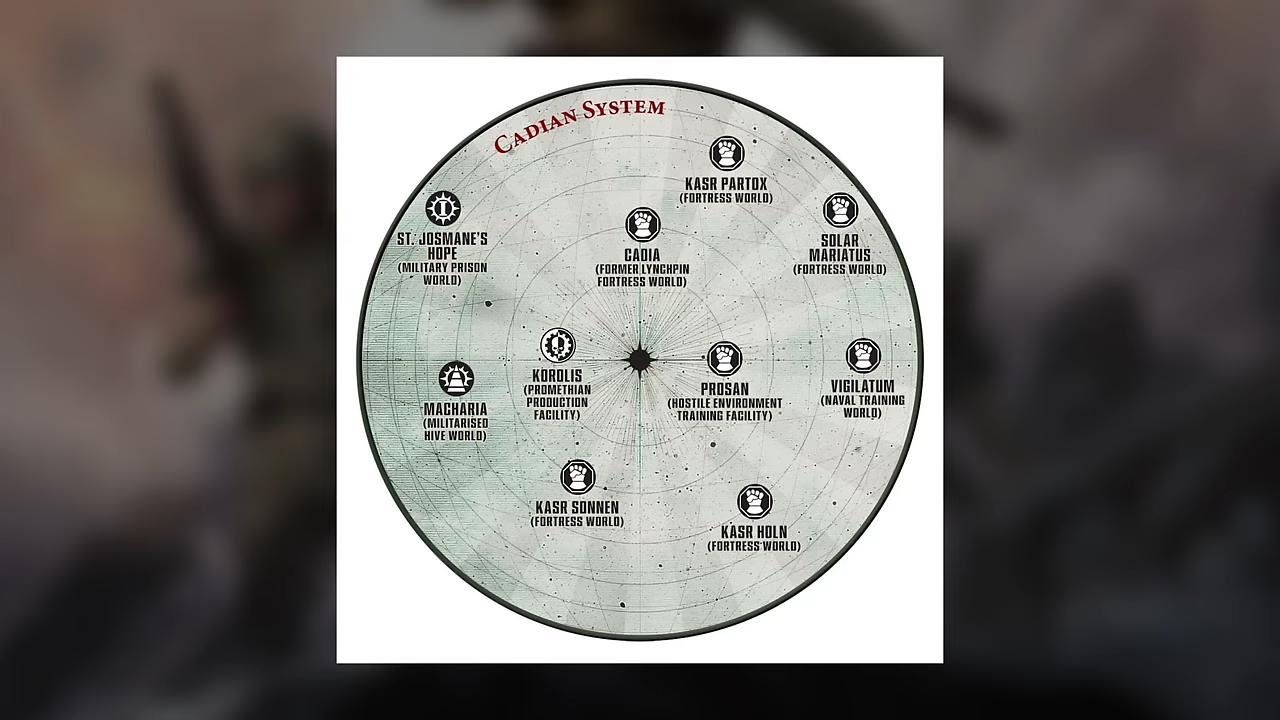 CADIAN SYSTEM
KASR PARTOX
(FORTRESS WORLD)
ST. JOSMANE'S
HOPE
(MILITARY PRISON
WORLD)
CADIA
(FORMER LYNCHPIN
FORTRESS WORLD)
SOLAR
MARIATUS
(FORTRESS WORLD)
KOROLIS
(PROMETHIAN
PRODUCTION
FACILITY)
PROSAN
(HOSTILE ENVIRONMENT
TRAINING FACILITY)
VIGILATUM
(NAVAL TRAINING
WORLD)
MACHARIA
(MILITARISED
HIVE WORLD)
KASR SONNEN
(FORTRESS WORLD)
KASR HOLN
(FORTRESS WORLD)